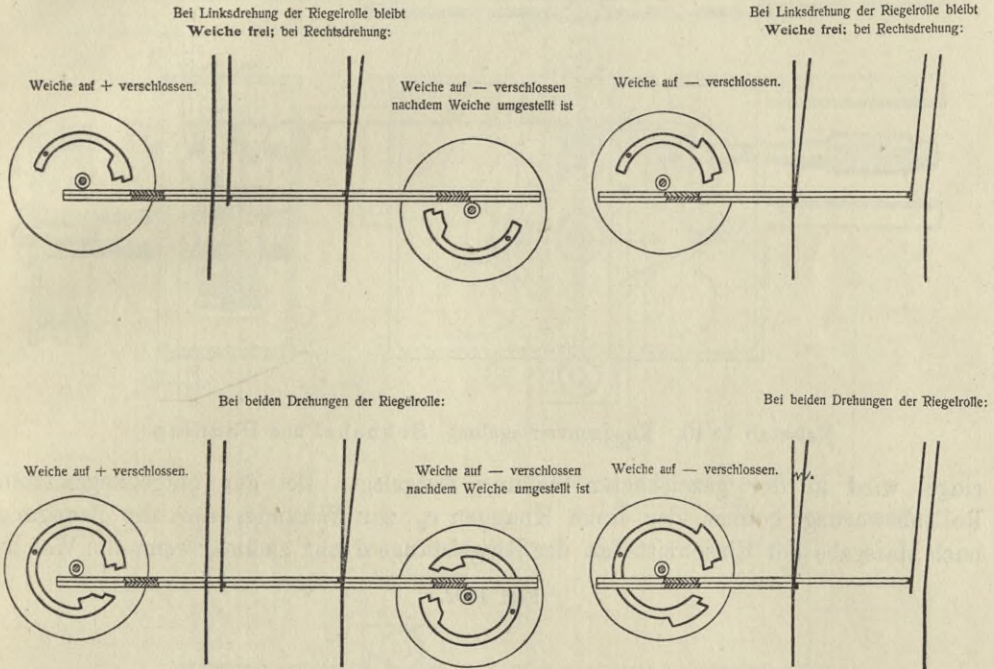 Bei Linksdrehung der Riegelrolle bleibt
Weiche frei; bei Rechtsdrehung:
Bei Linksdrehung der Riegelrolle bleibt
Weiche frei; bei Rechtsdrehung:
Weiche auf + verschlossen.
Weiche auf — verschlossen
nachdem Weiche umgestellt ist
Weiche auf — verschlossen.
Bei beiden Drehungen der Riegelrolle:
Bei beiden Drehungen der Riegelrolle:
Weiche auf + verschlossen.
Weiche auf — verschlossen
nachdem Weiche umgestellt ist
Weiche auf — verschlossen.